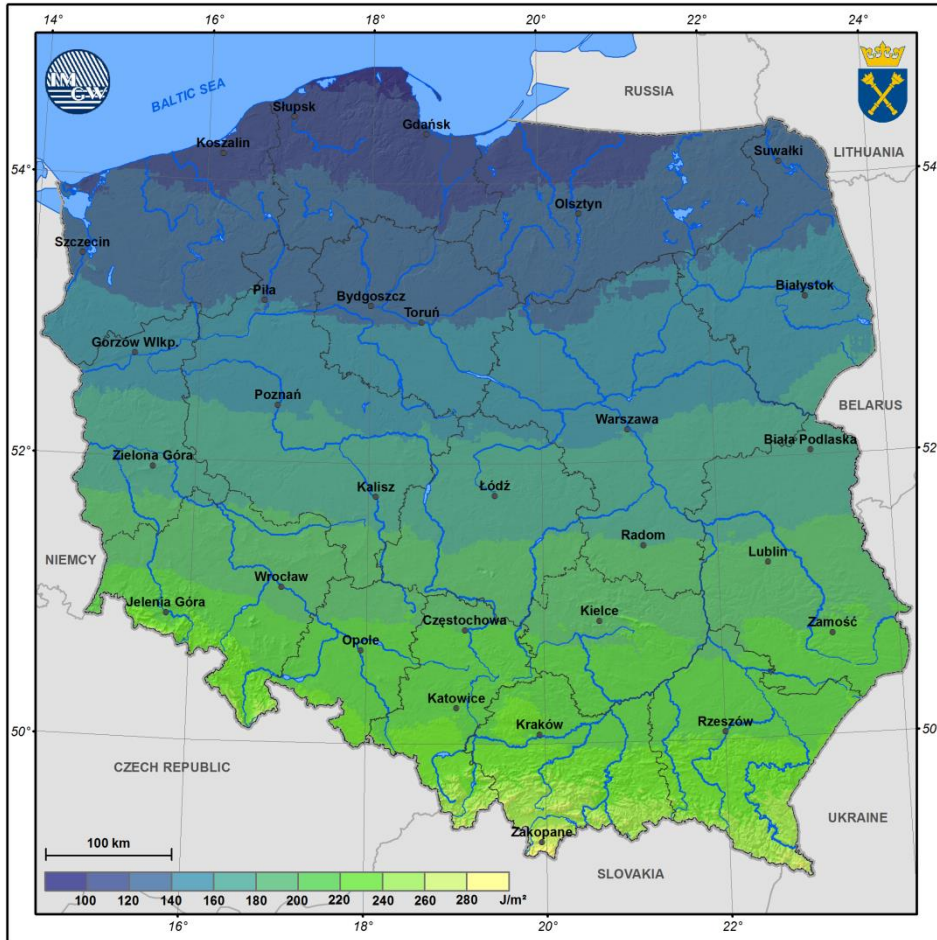 14° 16° 18° 20° 22° 24°
IM
GW
BALTIC SEA
RUSSIA
LITHUANIA
Słupsk
Gdańsk
Koszalin
Suwałki
54° 54°
Olsztyn
Szczecin
Piła
Bydgoszcz
Toruń
Białystok
Gorzów Wlkp.
Poznań
Warszawa
BELARUS
Biała Podlaska
52° 52°
Zielona Góra
Kalisz
Łódź
Radom
Lublin
NIEMCY
Wrocław
Jelenia Góra
Częstochowa
Kielce
Zamość
Opole
Katowice
Kraków
Rzeszów
50° 50°
CZECH REPUBLIC
UKRAINE
Zakopane
SLOVAKIA
100 km
100 120 140 160 180 200 220 240 260 280 J/m²
16° 18° 20° 22°